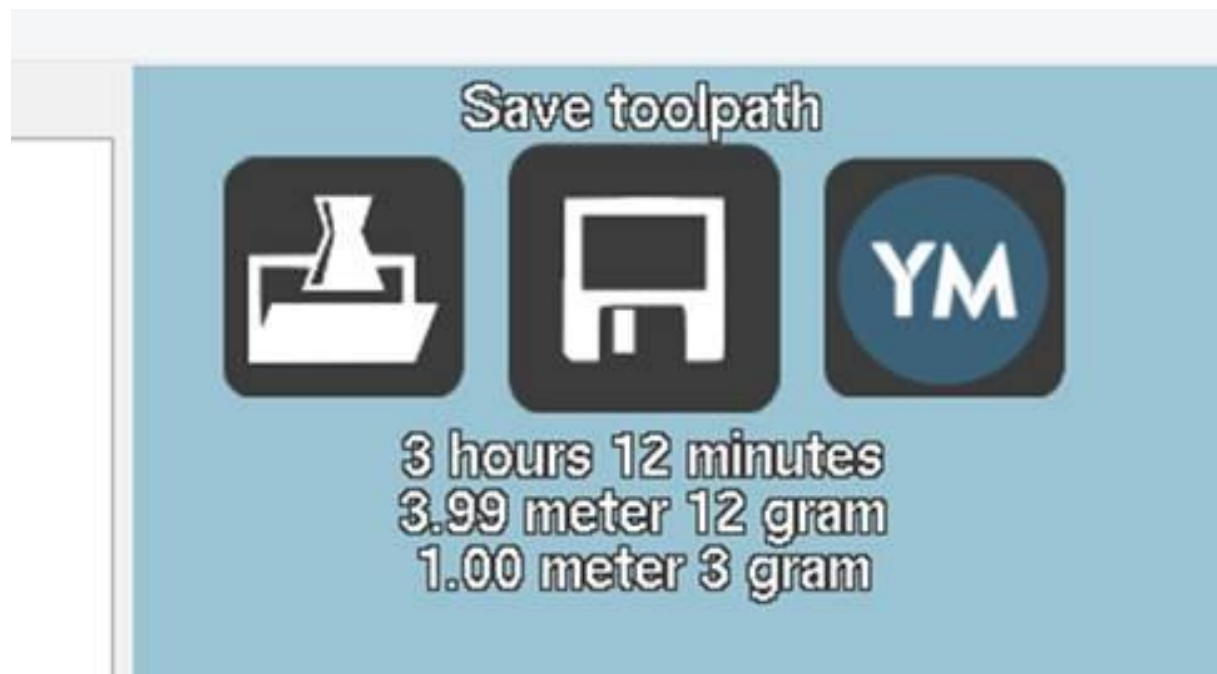 Save toolpath
YM
3 hours 12 minutes
3.99 meter 12 gram
1.00 meter 3 gram